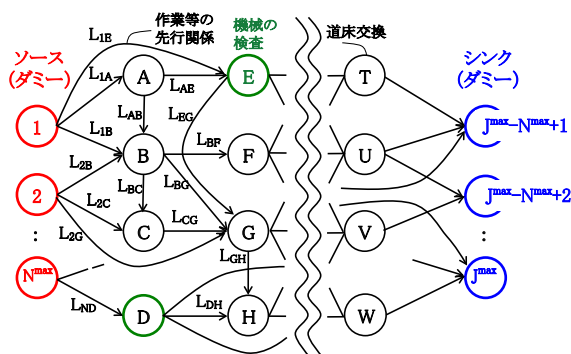 作業等の
先行関係
機械の
検査
道床交換
ソース
(ダミー)
シンク
(ダミー)
L1E
L1A
A
LAE
E
T
LAB
LEG
1
L1B
L2B
B
LBF
F
U
Jmax−Nmax+1
LBC
LBG
2
L2C
L2G
C
LCG
G
V
Jmax−Nmax+2
:
:
LGH
Nmax
Jmax
LND
D
LDH
H
W